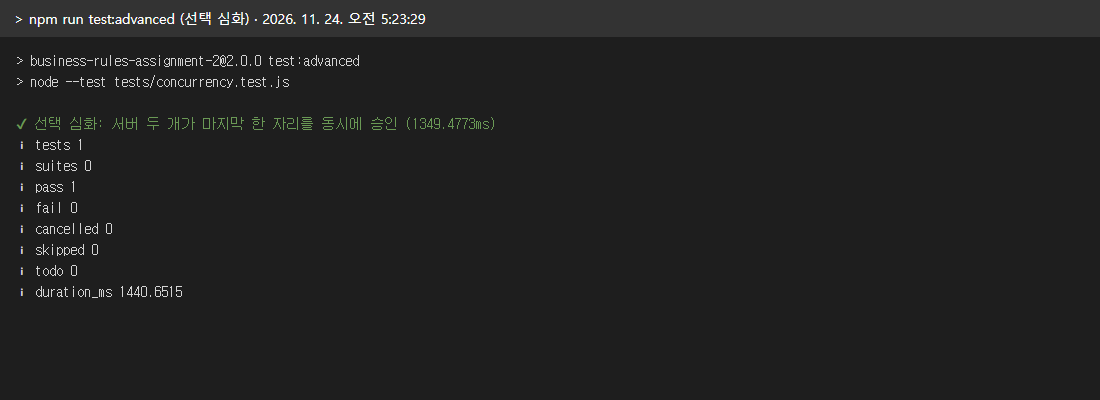 > npm run test:advanced (선택 심화) · 2026. 11. 24. 오전 5:23:29
> business-rules-assignment-2@2.0.0 test:advanced
> node --test tests/concurrency.test.js
✔ 선택 심화: 서버 두 개가 마지막 한 자리를 동시에 승인 (1349.4773ms)
ℹ tests 1
ℹ suites 0
ℹ pass 1
ℹ fail 0
ℹ cancelled 0
ℹ skipped 0
ℹ todo 0
ℹ duration_ms 1440.6515